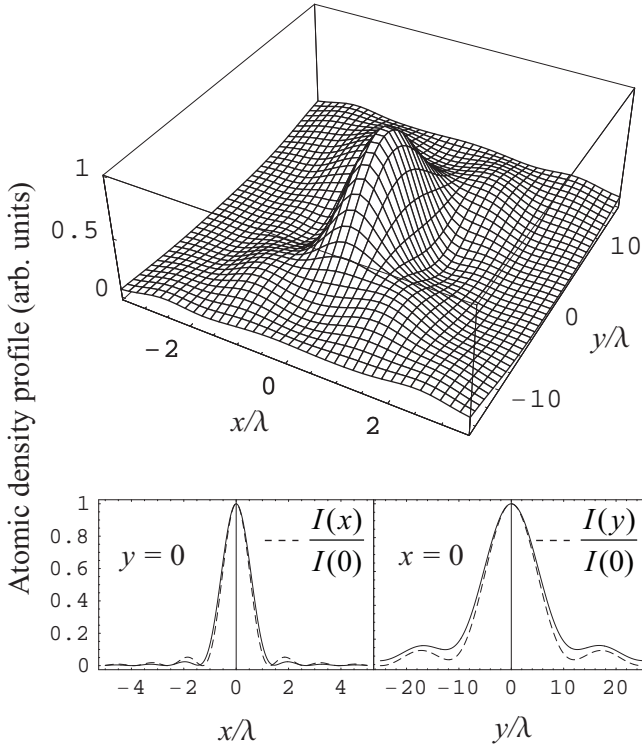 Atomic density profile (arb. units)
1
0.5
0
-2
0
2
x/λ
-10
0
10
y/λ
1
0.8
0.6
0.4
0.2
0
y = 0
I(x)
I(0)
x = 0
I(y)
I(0)
-4 -2 0 2 4
-20 -10 0 10 20
x/λ
y/λ